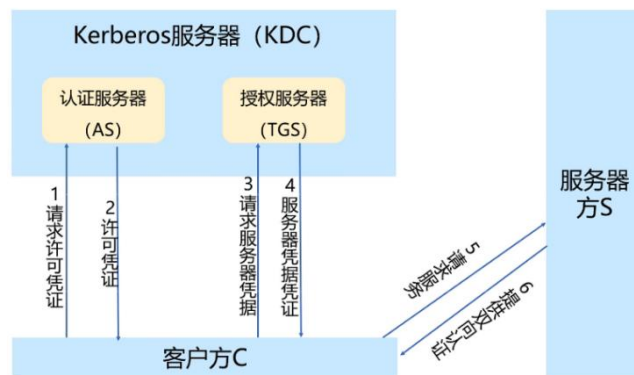 Kerberos服务器（KDC）
认证服务器
（AS）
授权服务器
（TGS）
1请求许可凭证
2许可凭证
3请求服务器凭据
4服务器凭据凭证
5请求服务
6提供双向认证
服务器
方S
客户方C